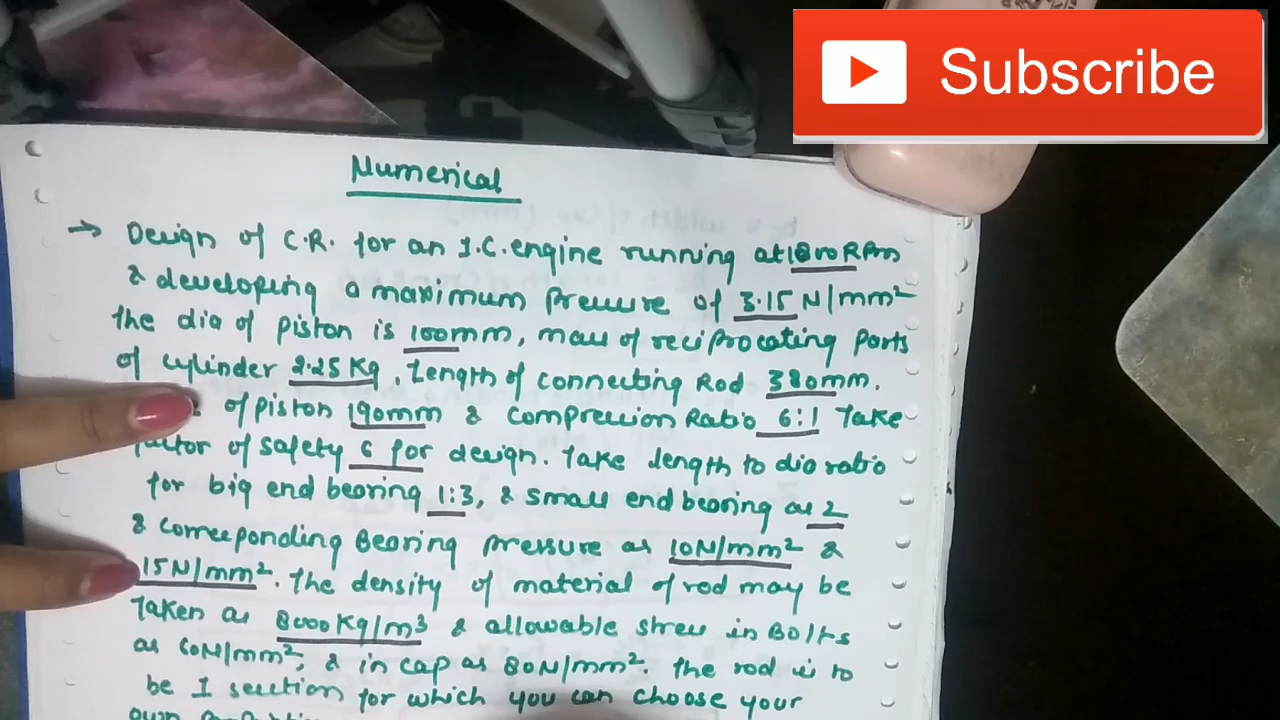 Subscribe
Numerical
→ Design of C.R. for an I.C. engine running at 1800 RPM
& developing a maximum pressure of 3.15 N/mm²
the dia of piston is 100mm, mass of reciprocating parts
of cylinder 2.25 Kg, Length of connecting Rod 380mm.
of piston 190mm & compression Ratio 6:1 Take
factor of safety 6 for design. Take length to dia ratio
for big end bearing 1:3, & small end bearing as 2
& corresponding Bearing pressure as 10N/mm² &
15N/mm². The density of material of rod may be
Taken as 8000 Kg/m³ & allowable stress in Bolts
as 60N/mm², & in cap as 80N/mm². The rod is to
be I section for which you can choose your
own